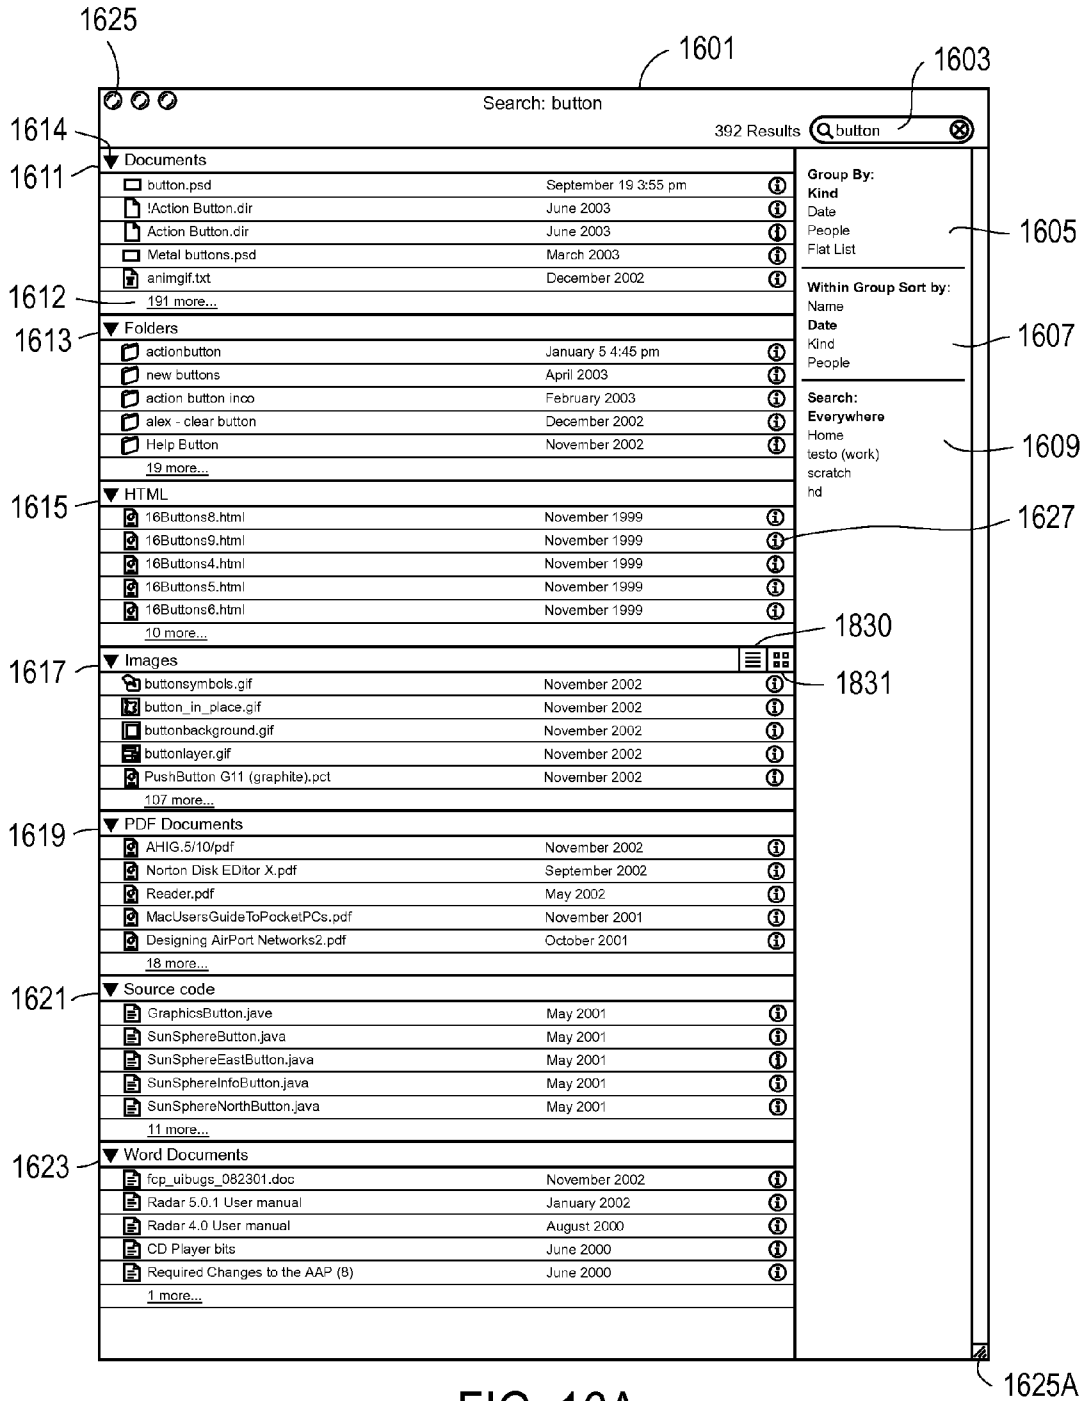 1625
1601
1603
Search: button
392 Results button
1614
1611
Documents
button.psd September 19 3:55 pm
!Action Button.dir June 2003
Action Button.dir June 2003
Metal buttons.psd March 2003
animgif.txt December 2002
1612
191 more...
1613
Folders
actionbutton January 5 4:45 pm
new buttons April 2003
action button inco February 2003
alex - clear button December 2002
Help Button November 2002
19 more...
1615
HTML
16Buttons8.html November 1999
16Buttons9.html November 1999
16Buttons4.html November 1999
16Buttons5.html November 1999
16Buttons6.html November 1999
10 more...
1617
Images
buttonsymbols.gif November 2002
button_in_place.gif November 2002
buttonbackground.gif November 2002
buttonlayer.gif November 2002
PushButton G11 (graphite).pct November 2002
107 more...
1619
PDF Documents
AHIG.5/10/pdf November 2002
Norton Disk EDitor X.pdf September 2002
Reader.pdf May 2002
MacUsersGuideToPocketPCs.pdf November 2001
Designing AirPort Networks2.pdf October 2001
18 more...
1621
Source code
GraphicsButton.jave May 2001
SunSphereButton.java May 2001
SunSphereEastButton.java May 2001
SunSphereInfoButton.java May 2001
SunSphereNorthButton.java May 2001
11 more...
1623
Word Documents
fcp_uibugs_082301.doc November 2002
Radar 5.0.1 User manual January 2002
Radar 4.0 User manual August 2000
CD Player bits June 2000
Required Changes to the AAP (8) June 2000
1 more...
Group By:
Kind
Date
People
Flat List
1605
Within Group Sort by:
Name
Date
Kind
People
1607
Search:
Everywhere
Home
testo (work)
scratch
hd
1609
1627
1830
1831
1625A